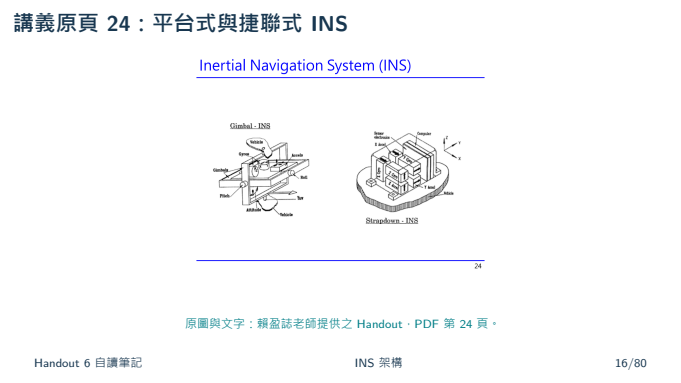 講義原頁 24：平台式與捷聯式 INS
Inertial Navigation System (INS)
Gimbal - INS
Vehicle
Gyros
Accels
Gimbals
Roll
Pitch
Yaw
Attitude
Vehicle
Computer
X Accel
Z
Y
X
Y Accel
Strapdown - INS
24
原圖與文字：賴盈誌老師提供之 Handout，PDF 第 24 頁。
Handout 6 自讀筆記
INS 架構
16/80